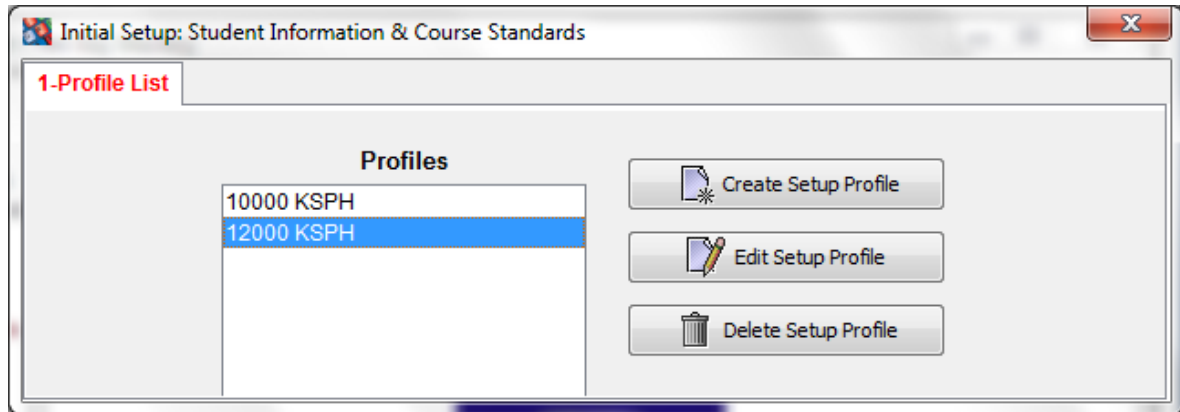 Initial Setup: Student Information & Course Standards
1-Profile List
Profiles
10000 KSPH
12000 KSPH
Create Setup Profile
Edit Setup Profile
Delete Setup Profile